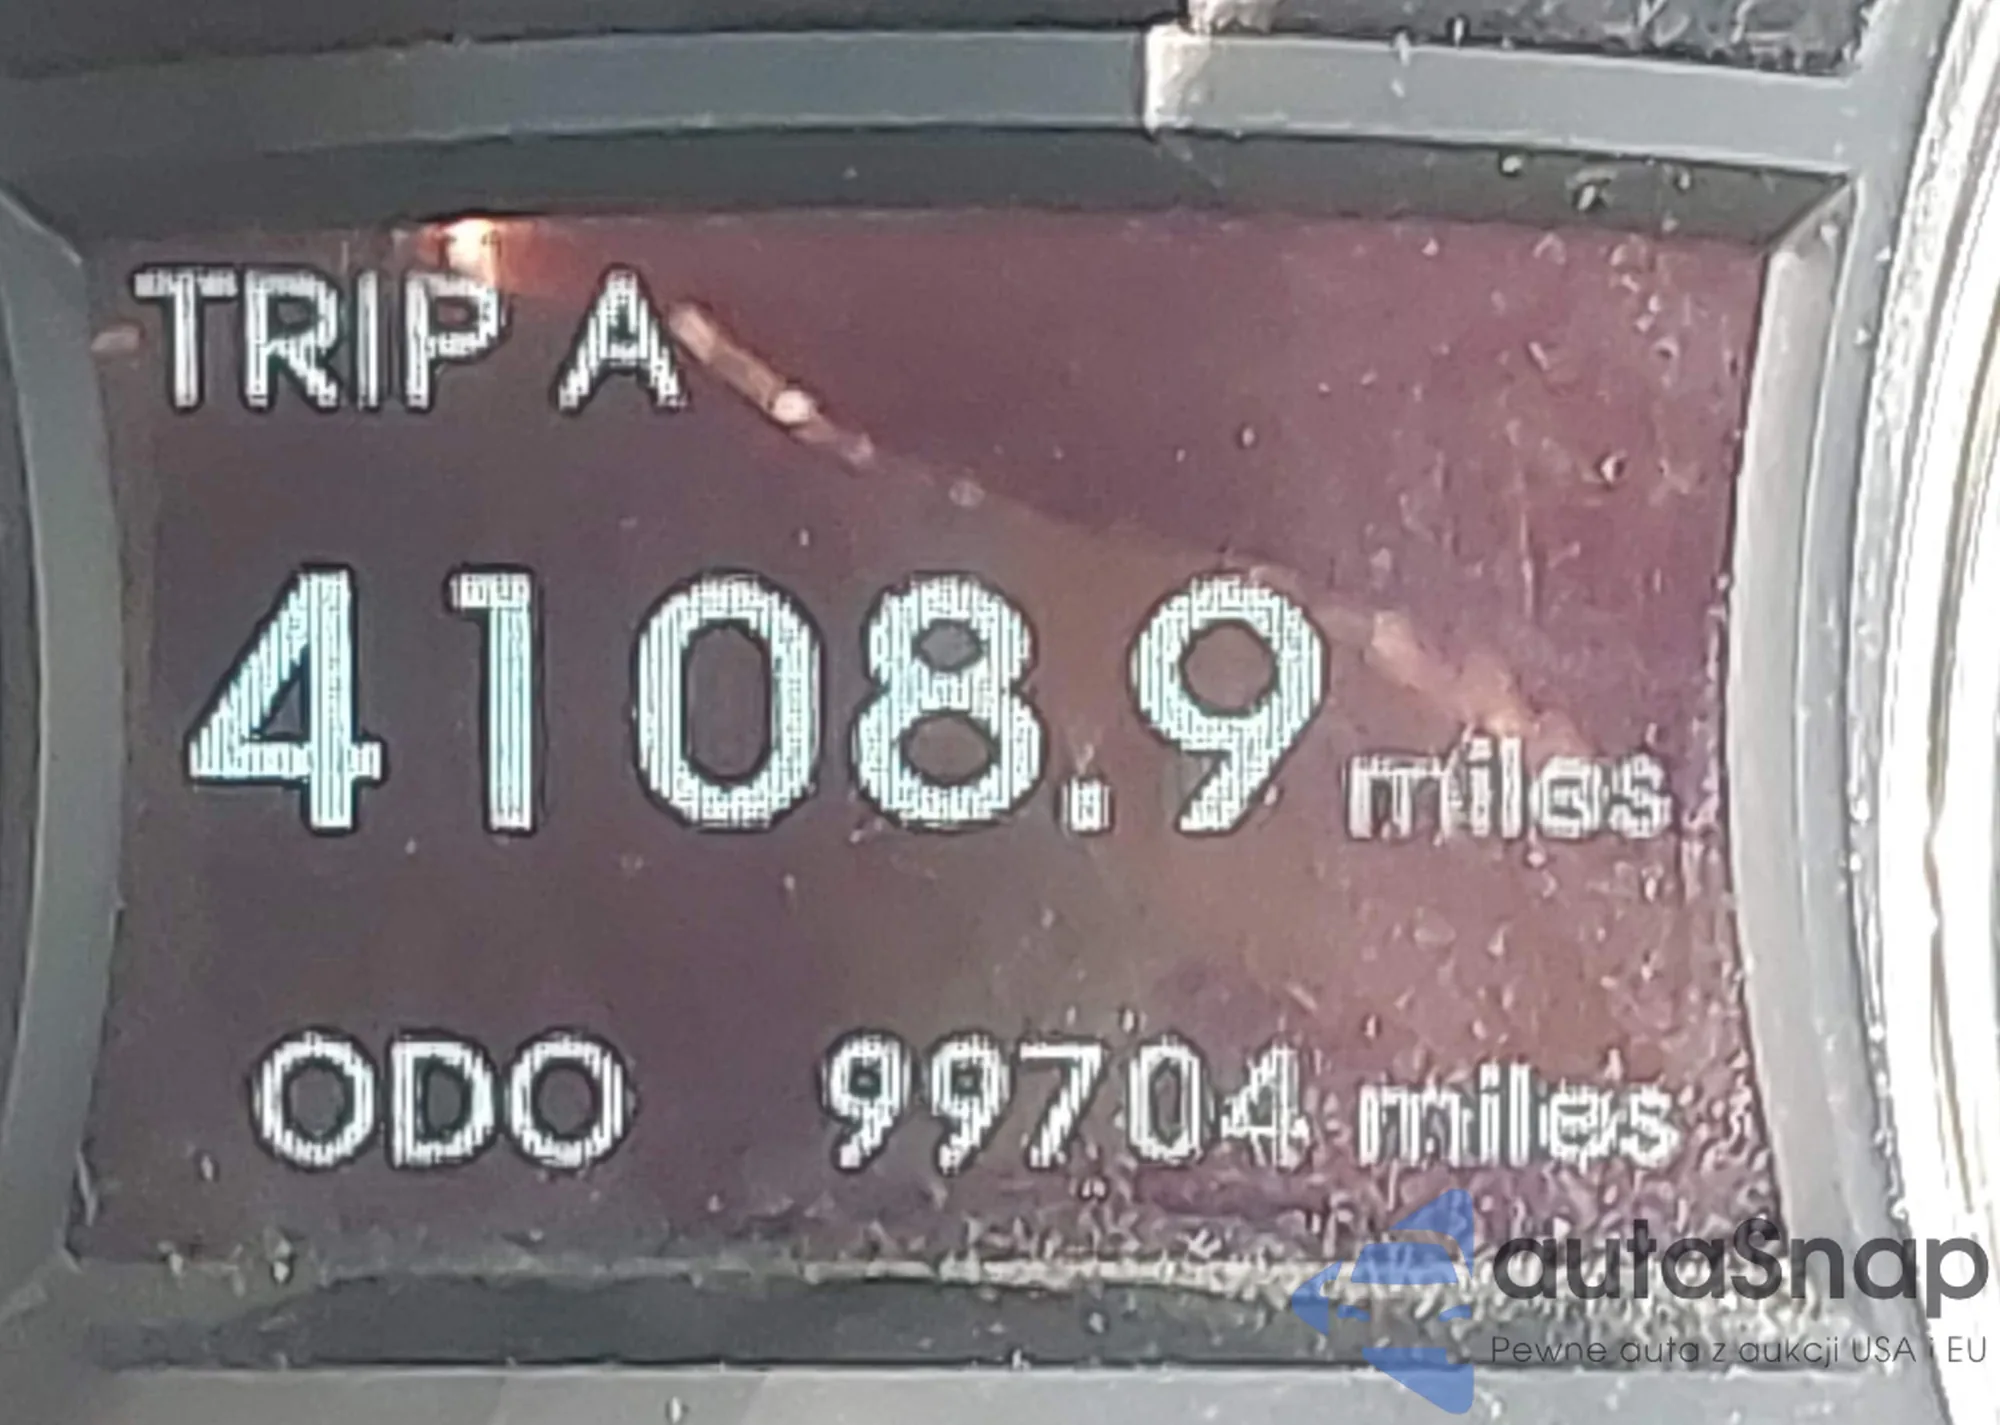 TRIP A
4108.9 miles
ODO 99704 miles
autaSnap
Pewne auta z aukcji USA i EU